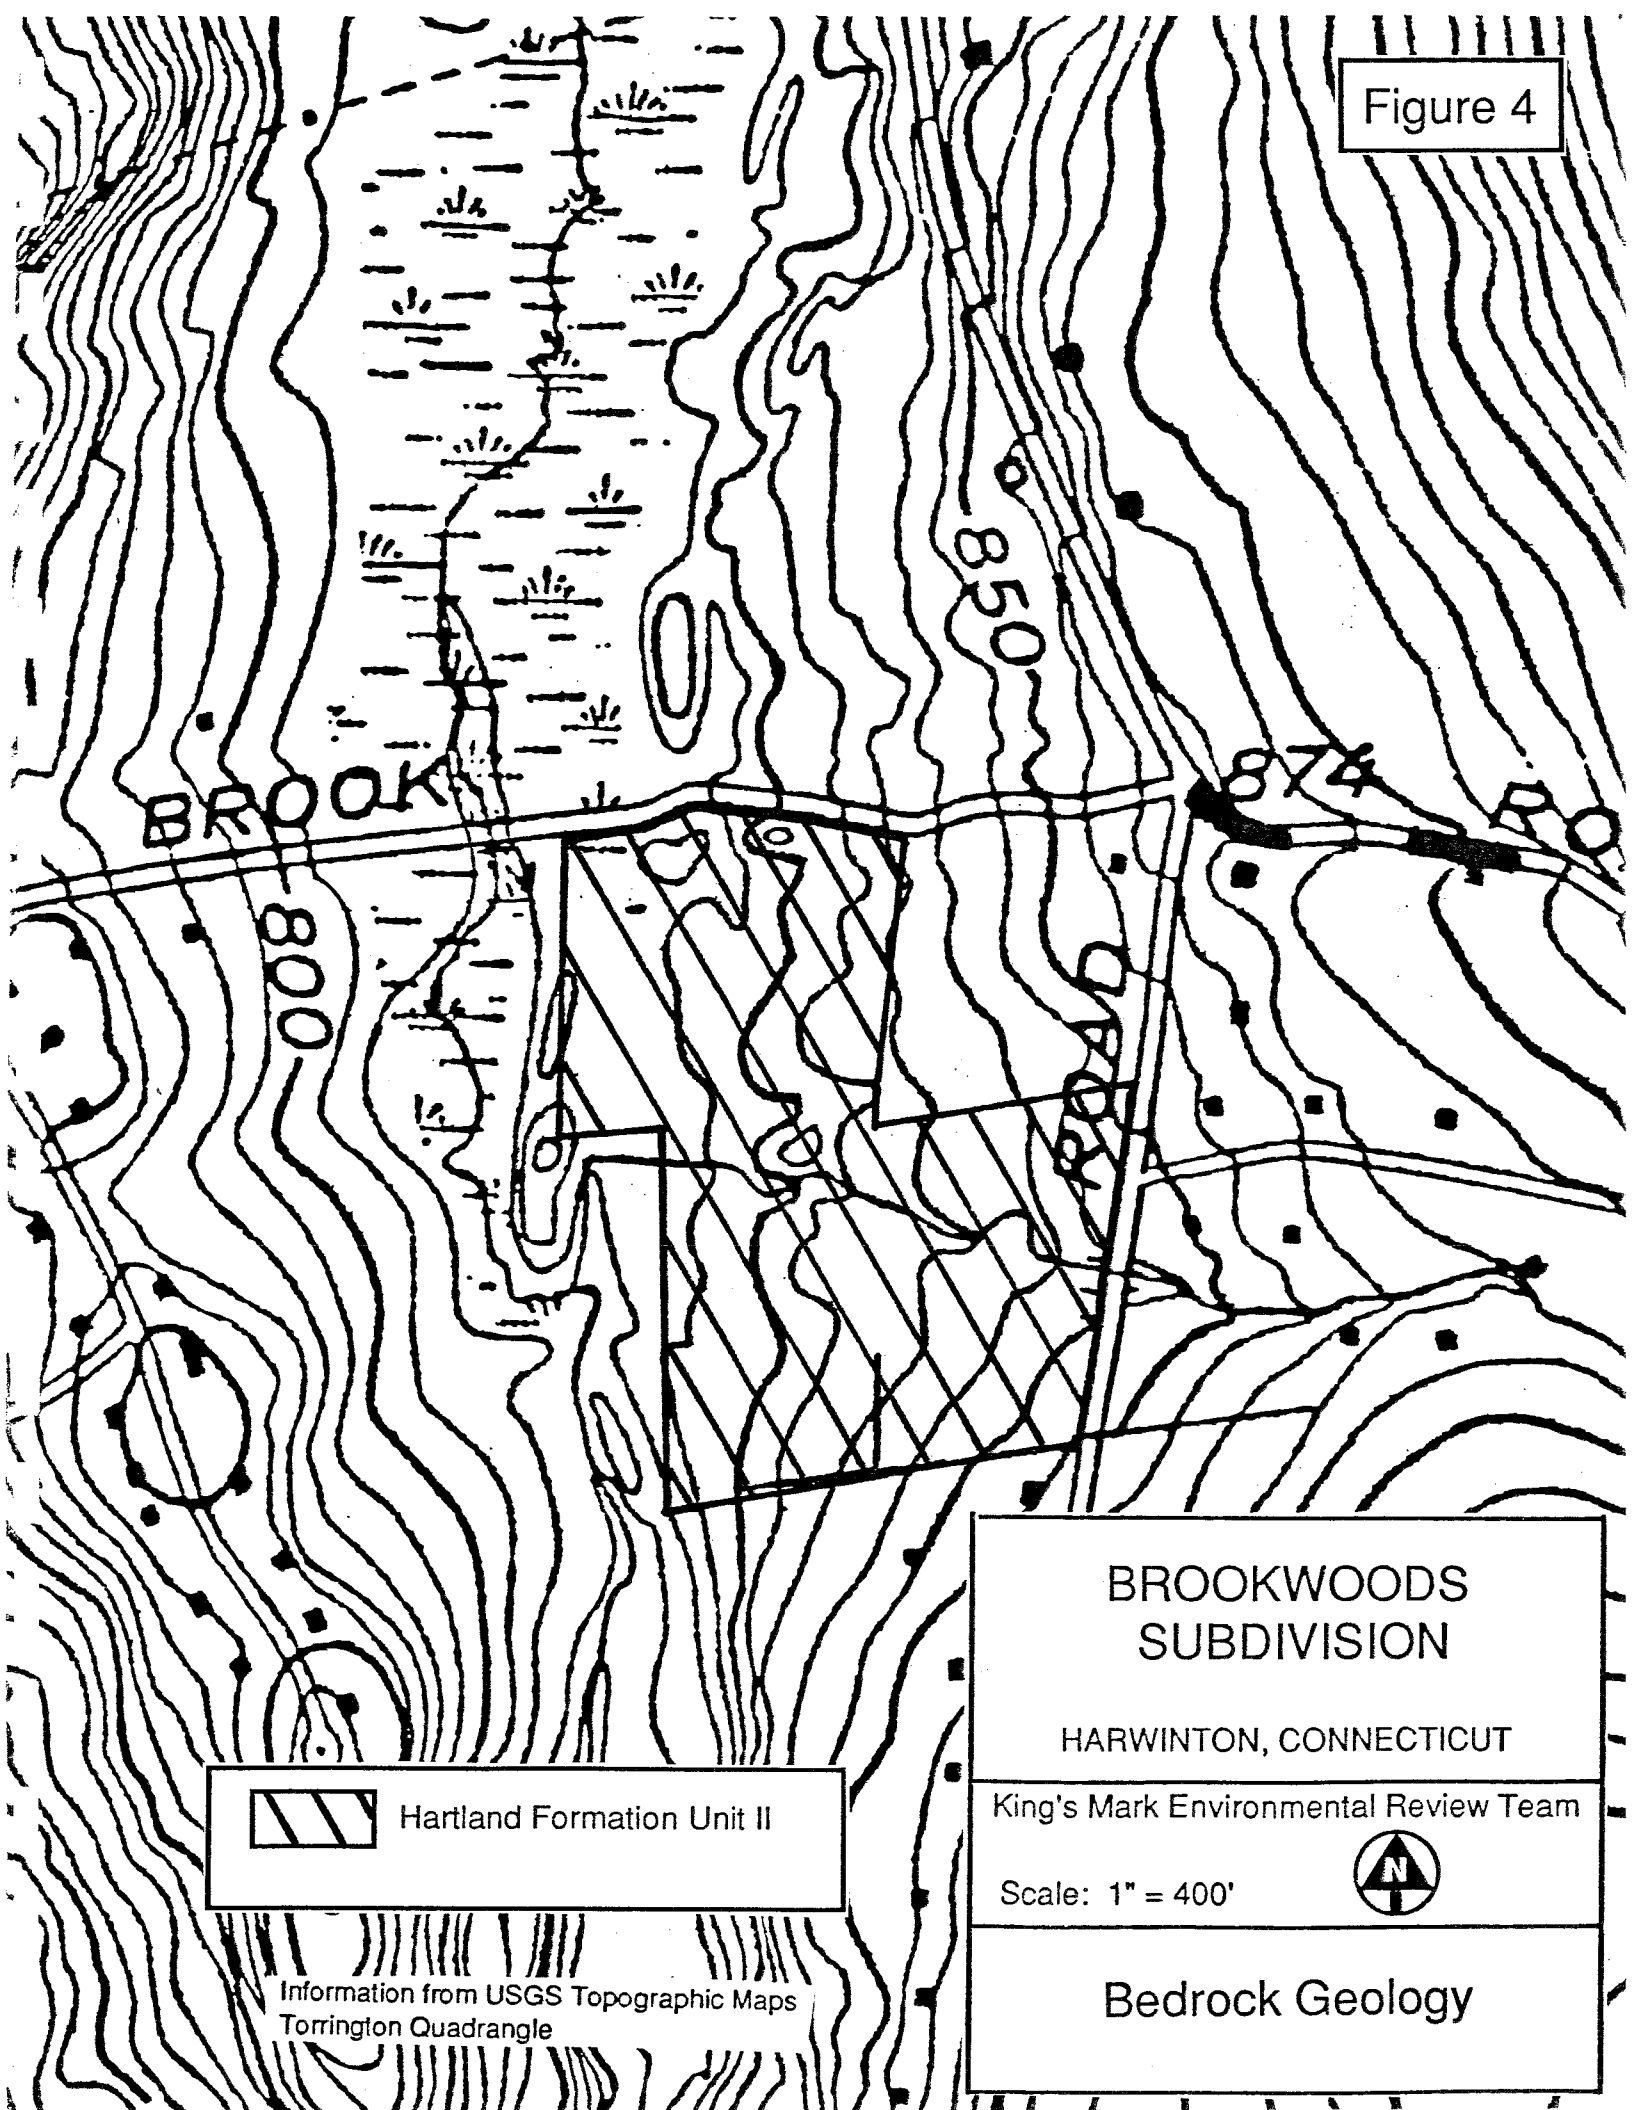 Figure 4
850
BROOK
874
RO
800
ROAD
BROOKWOODS
SUBDIVISION
HARWINTON, CONNECTICUT
King's Mark Environmental Review Team
N
Scale: 1" = 400'
Bedrock Geology
Hartland Formation Unit II
Information from USGS Topographic Maps
Torrington Quadrangle